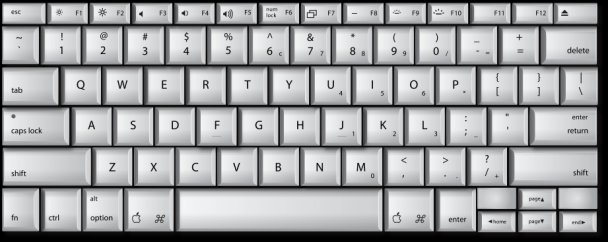 esc F1 F2 F3 F4 F5 num lock F6 F7 F8 F9 F10 F11 F12
~ ` ! 1 @ 2 # 3 $ 4 % 5 ^ 6 c & 7 7 * 8 8 ( 9 9 ) 0 / _ - = + = delete
tab Q W E R T Y U 4 I 5 O 6 P * { [ } ] | \
caps lock A S D F G H J 1 K 2 L 3 : ; - " ' enter return
shift Z X C V B N M 0 < , > . . ? / + shift
fn ctrl alt option ⌘ ⌘ enter ◀home page▲ page▼ end▶